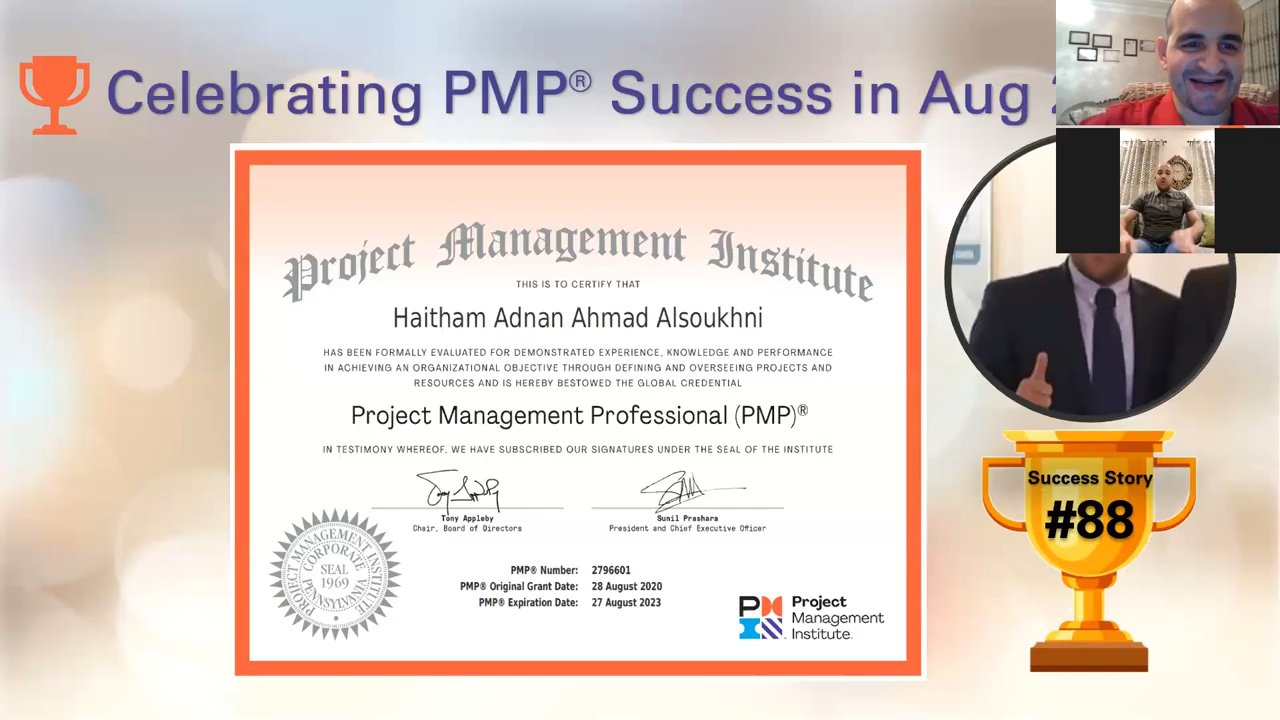 Celebrating PMP® Success in Aug
Project Management Institute
THIS IS TO CERTIFY THAT
Haitham Adnan Ahmad Alsoukhni
HAS BEEN FORMALLY EVALUATED FOR DEMONSTRATED EXPERIENCE, KNOWLEDGE AND PERFORMANCE
IN ACHIEVING AN ORGANIZATIONAL OBJECTIVE THROUGH DEFINING AND OVERSEEING PROJECTS AND
RESOURCES AND IS HEREBY BESTOWED THE GLOBAL CREDENTIAL
Project Management Professional (PMP)®
IN TESTIMONY WHEREOF, WE HAVE SUBSCRIBED OUR SIGNATURES UNDER THE SEAL OF THE INSTITUTE
Tony Appleby
Chair, Board of Directors
Sunil Prashara
President and Chief Executive Officer
PROJECT MANAGEMENT INSTITUTE
PENNSYLVANIA
CORPORATE
SEAL
1969
PMP® Number: 2796601
PMP® Original Grant Date: 28 August 2020
PMP® Expiration Date: 27 August 2023
Project
Management
Institute.
Success Story
#88